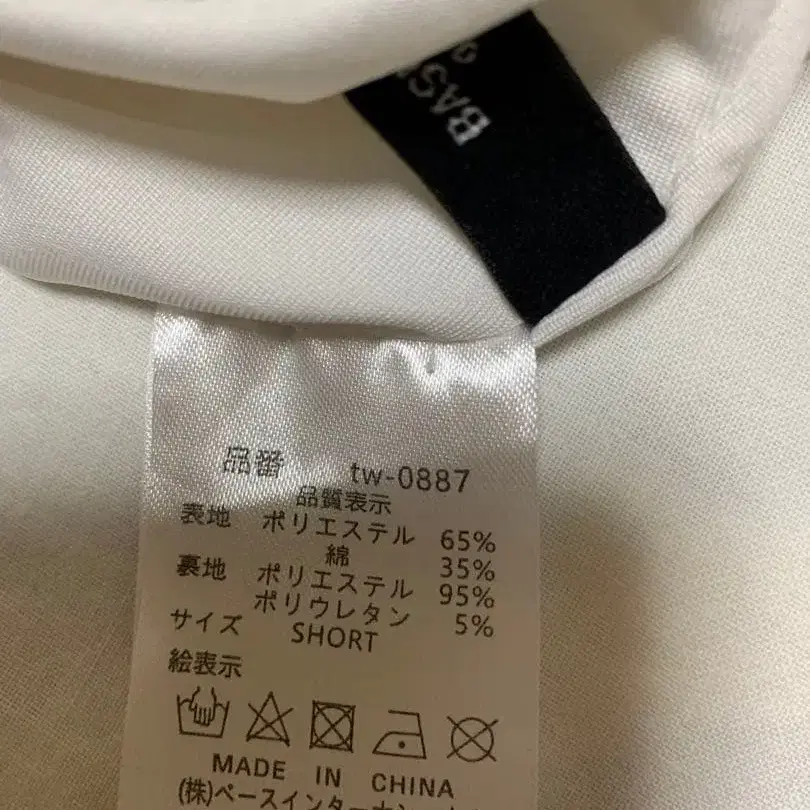 品番 tw-0887
品質表示
表地 ポリエステル 65%
綿 35%
裏地 ポリエステル 95%
ポリウレタン 5%
サイズ SHORT
絵表示
MADE IN CHINA